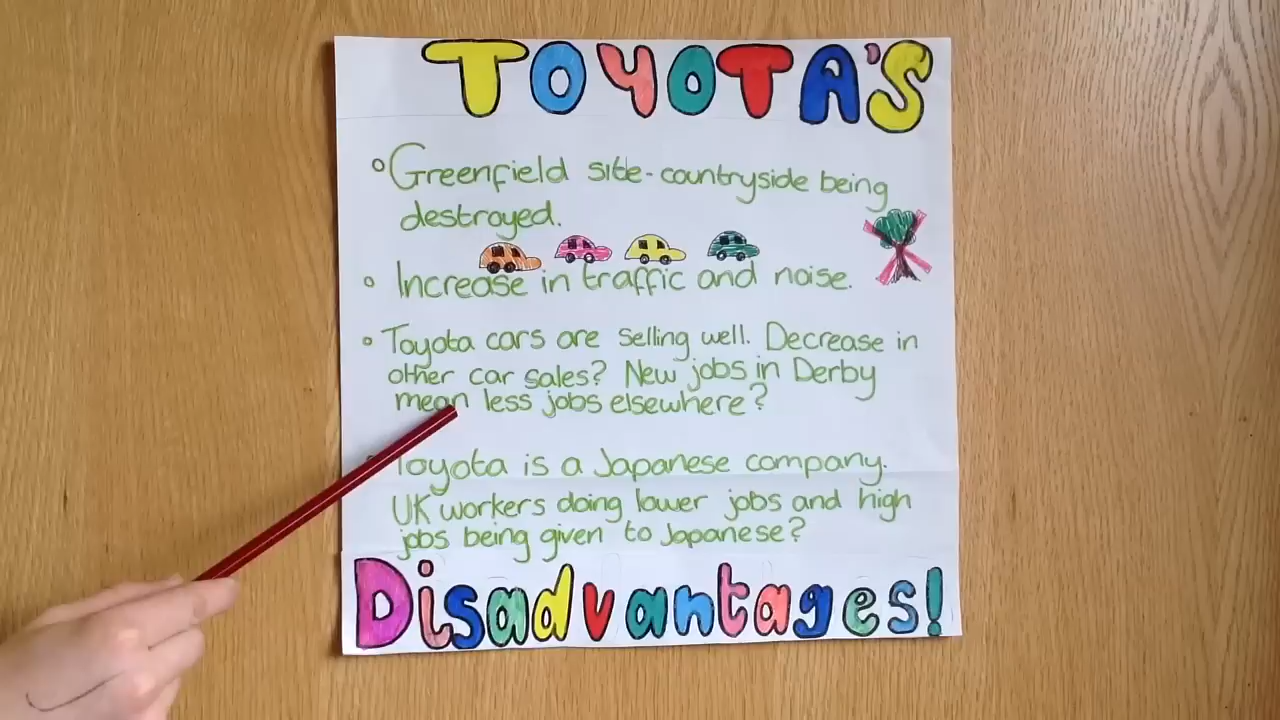 TOYOTA'S
Greenfield site - countryside being
destroyed.
Increase in traffic and noise.
Toyota cars are selling well. Decrease in
other car sales? New jobs in Derby
mean less jobs elsewhere?
Toyota is a Japanese company.
UK workers doing lower jobs and high
jobs being given to Japanese?
Disadvantages!